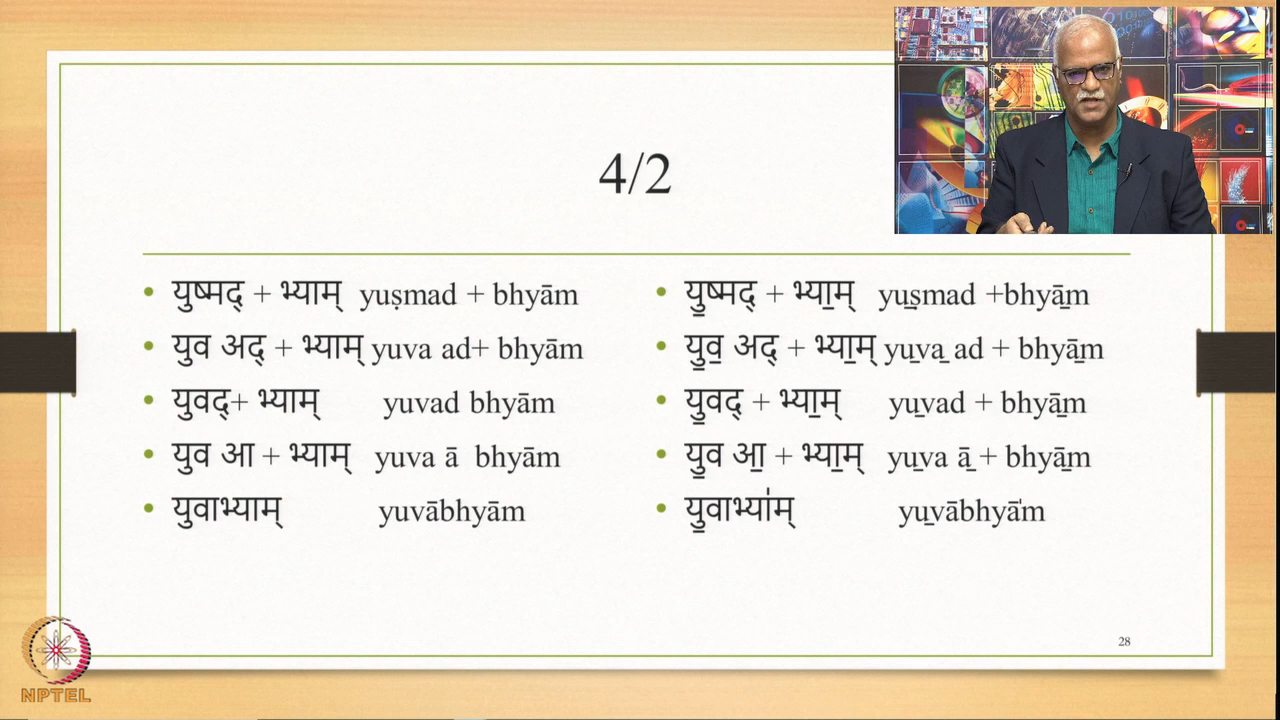 4/2
• युष्मद् + भ्याम् yuṣmad + bhyām
• युव अद् + भ्याम् yuva ad+ bhyām
• युवद्+ भ्याम् yuvad bhyām
• युव आ + भ्याम् yuva ā bhyām
• युवाभ्याम् yuvābhyām
• यु॒ष्मद् + भ्या॒म् yu̱ṣmad +bhyā̱m
• यु॒व॒ अद् + भ्या॒म् yu̱va̱ ad + bhyā̱m
• यु॒वद् + भ्या॒म् yu̱vad + bhyā̱m
• यु॒व आ॒ + भ्या॒म् yu̱va ā̱ + bhyā̱m
• यु॒वाभ्या॑म् yu̱vābhyā̍m
28
NPTEL